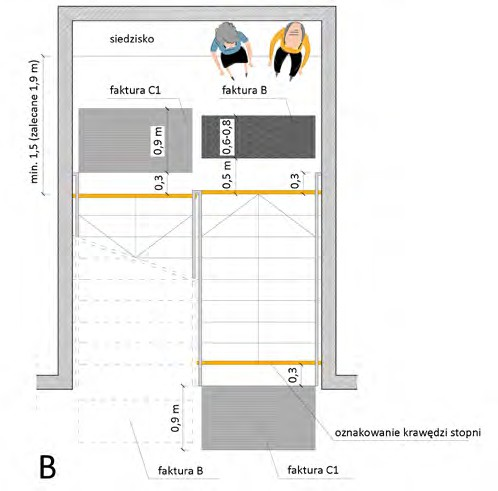 siedzisko
faktura C1
faktura B
min. 1,5 (zalecane 1,9 m)
0,9 m
0,6-0,8
0,3
0,5 m
0,3
0,3
0,9 m
oznakowanie krawędzi stopni
B
faktura B
faktura C1